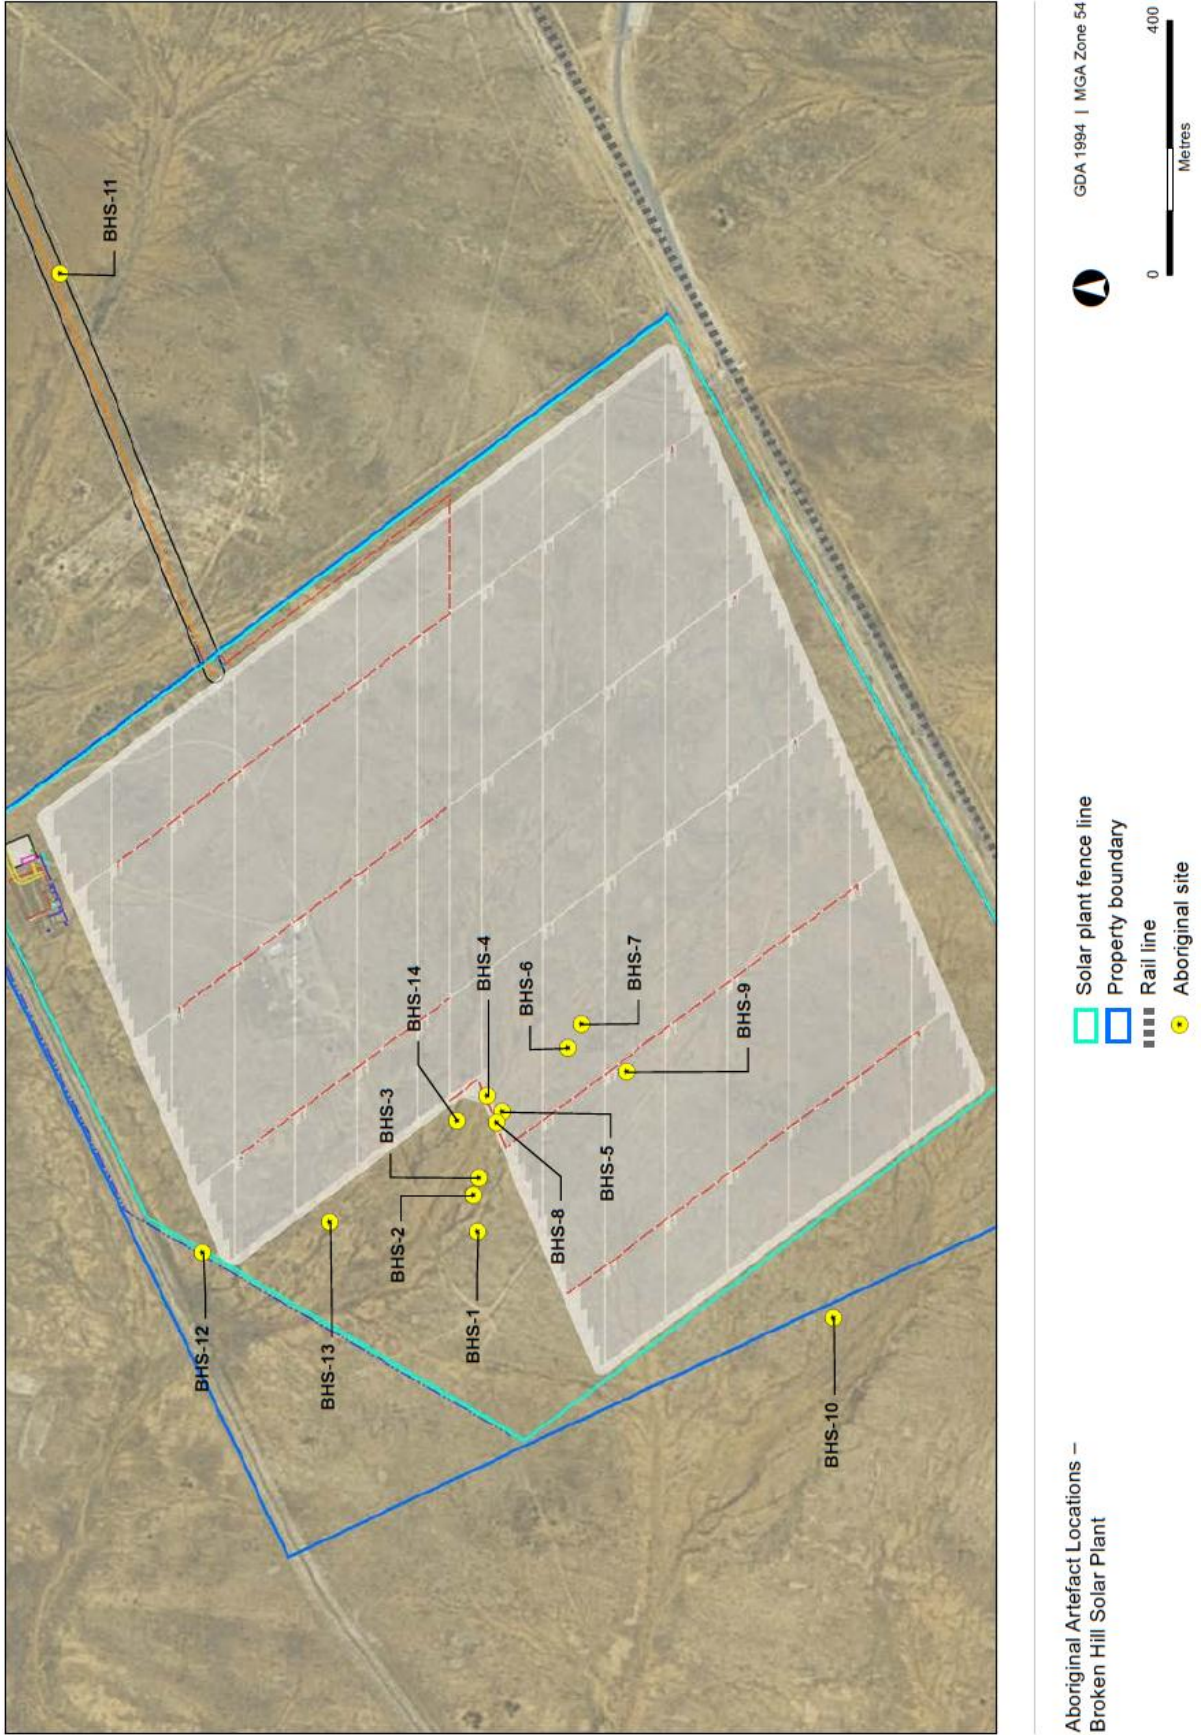 BHS-11
BHS-4
BHS-14
BHS-6
BHS-7
BHS-3
BHS-9
BHS-2
BHS-5
BHS-8
BHS-12
BHS-1
BHS-13
BHS-10
Aboriginal Artefact Locations –
Broken Hill Solar Plant
Solar plant fence line
Property boundary
Rail line
Aboriginal site
GDA 1994 | MGA Zone 54
0 400
Metres